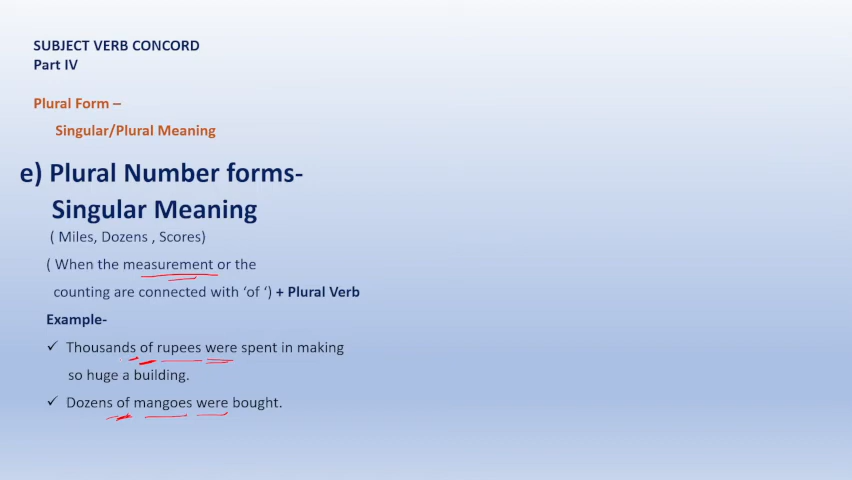 SUBJECT VERB CONCORD
Part IV
Plural Form –
Singular/Plural Meaning
e) Plural Number forms-
Singular Meaning
( Miles, Dozens , Scores)
( When the measurement or the
counting are connected with ‘of ‘) + Plural Verb
Example-
✓ Thousands of rupees were spent in making
so huge a building.
✓ Dozens of mangoes were bought.